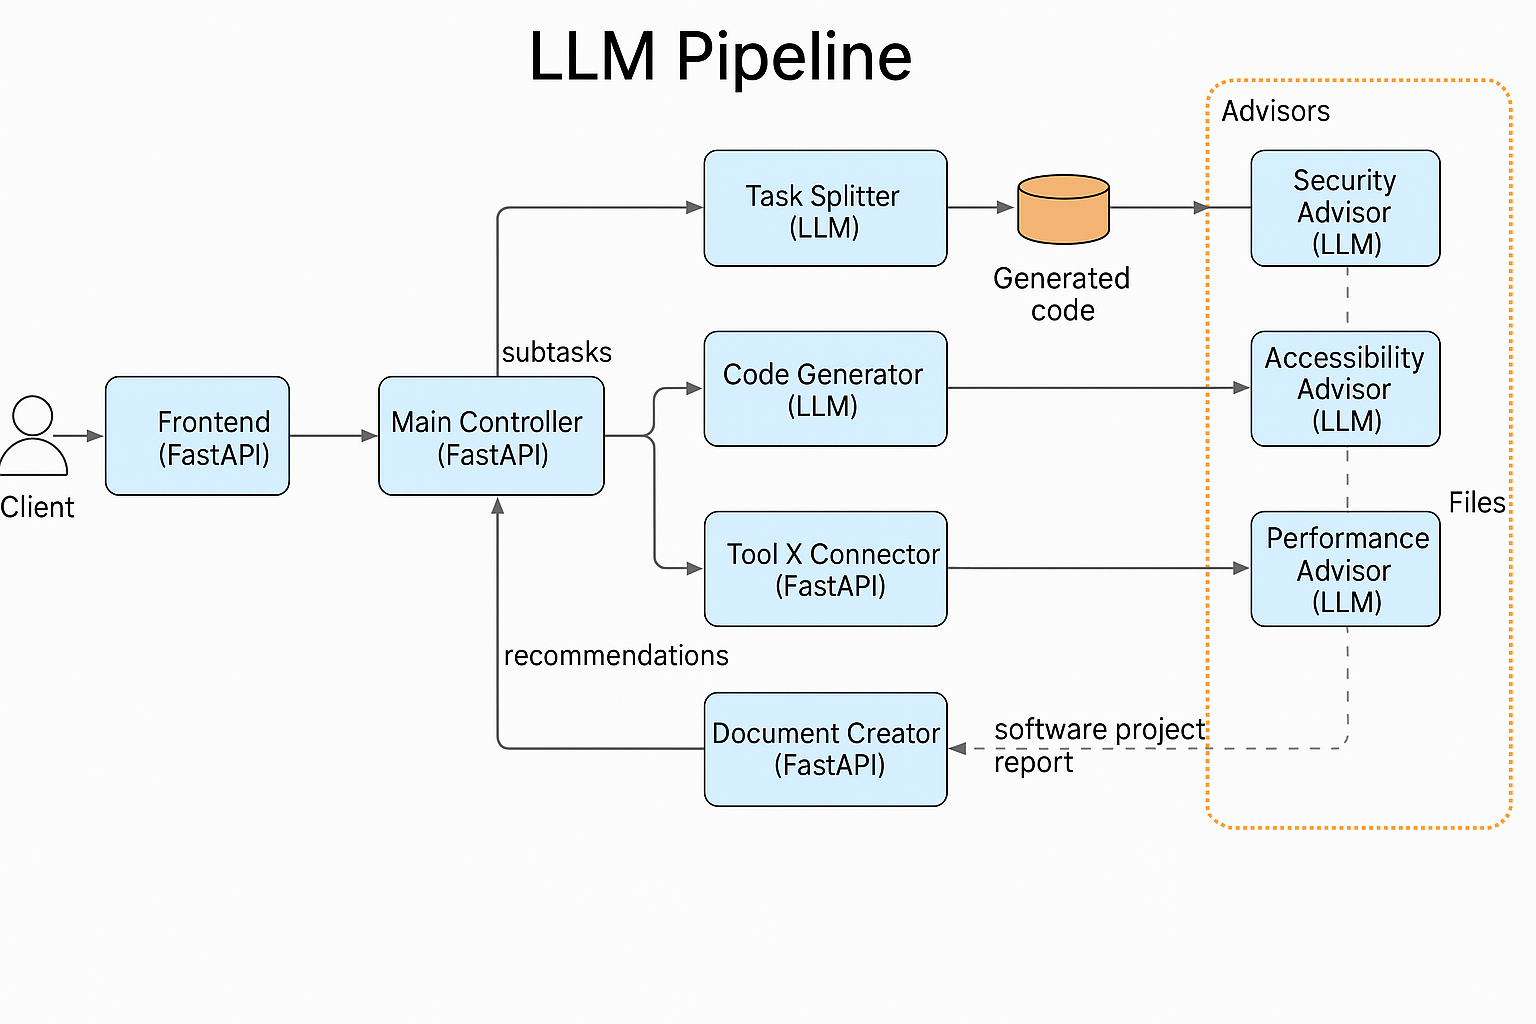 LLM Pipeline
Advisors
Task Splitter
(LLM)
Generated
code
Security
Advisor
(LLM)
subtasks
Code Generator
(LLM)
Accessibility
Advisor
(LLM)
Client
Frontend
(FastAPI)
Main Controller
(FastAPI)
Files
Tool X Connector
(FastAPI)
Performance
Advisor
(LLM)
recommendations
Document Creator
(FastAPI)
software project
report